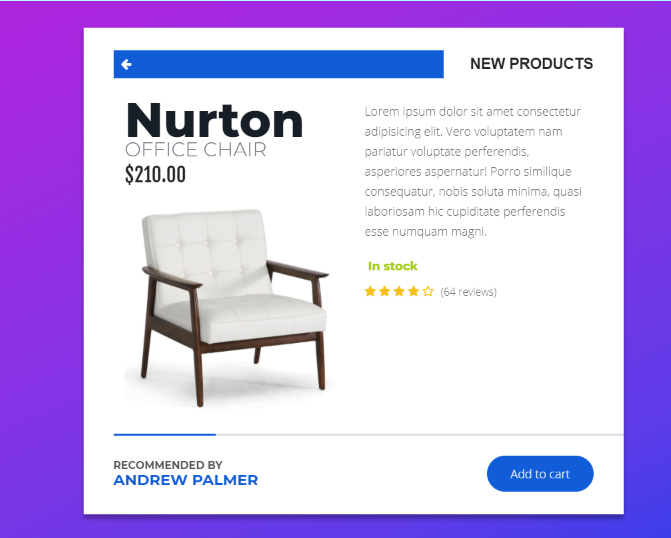 NEW PRODUCTS
Nurton
OFFICE CHAIR
$210.00
Lorem ipsum dolor sit amet consectetur
adipisicing elit. Vero voluptatem nam
pariatur voluptate perferendis,
asperiores aspernatur! Porro similique
consequatur, nobis soluta minima, quasi
laboriosam hic cupiditate perferendis
esse numquam magni.
In stock
(64 reviews)
RECOMMENDED BY
ANDREW PALMER
Add to cart